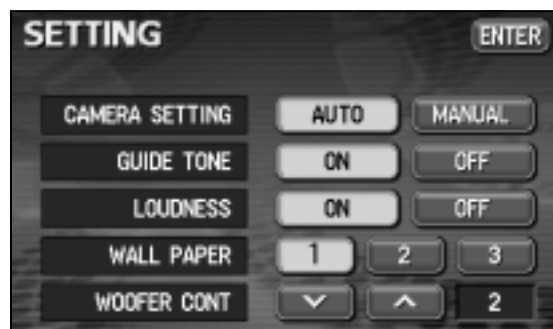 SETTING ENTER
CAMERA SETTING AUTO MANUAL
GUIDE TONE ON OFF
LOUDNESS ON OFF
WALL PAPER 1 2 3
WOOFER CONT 2